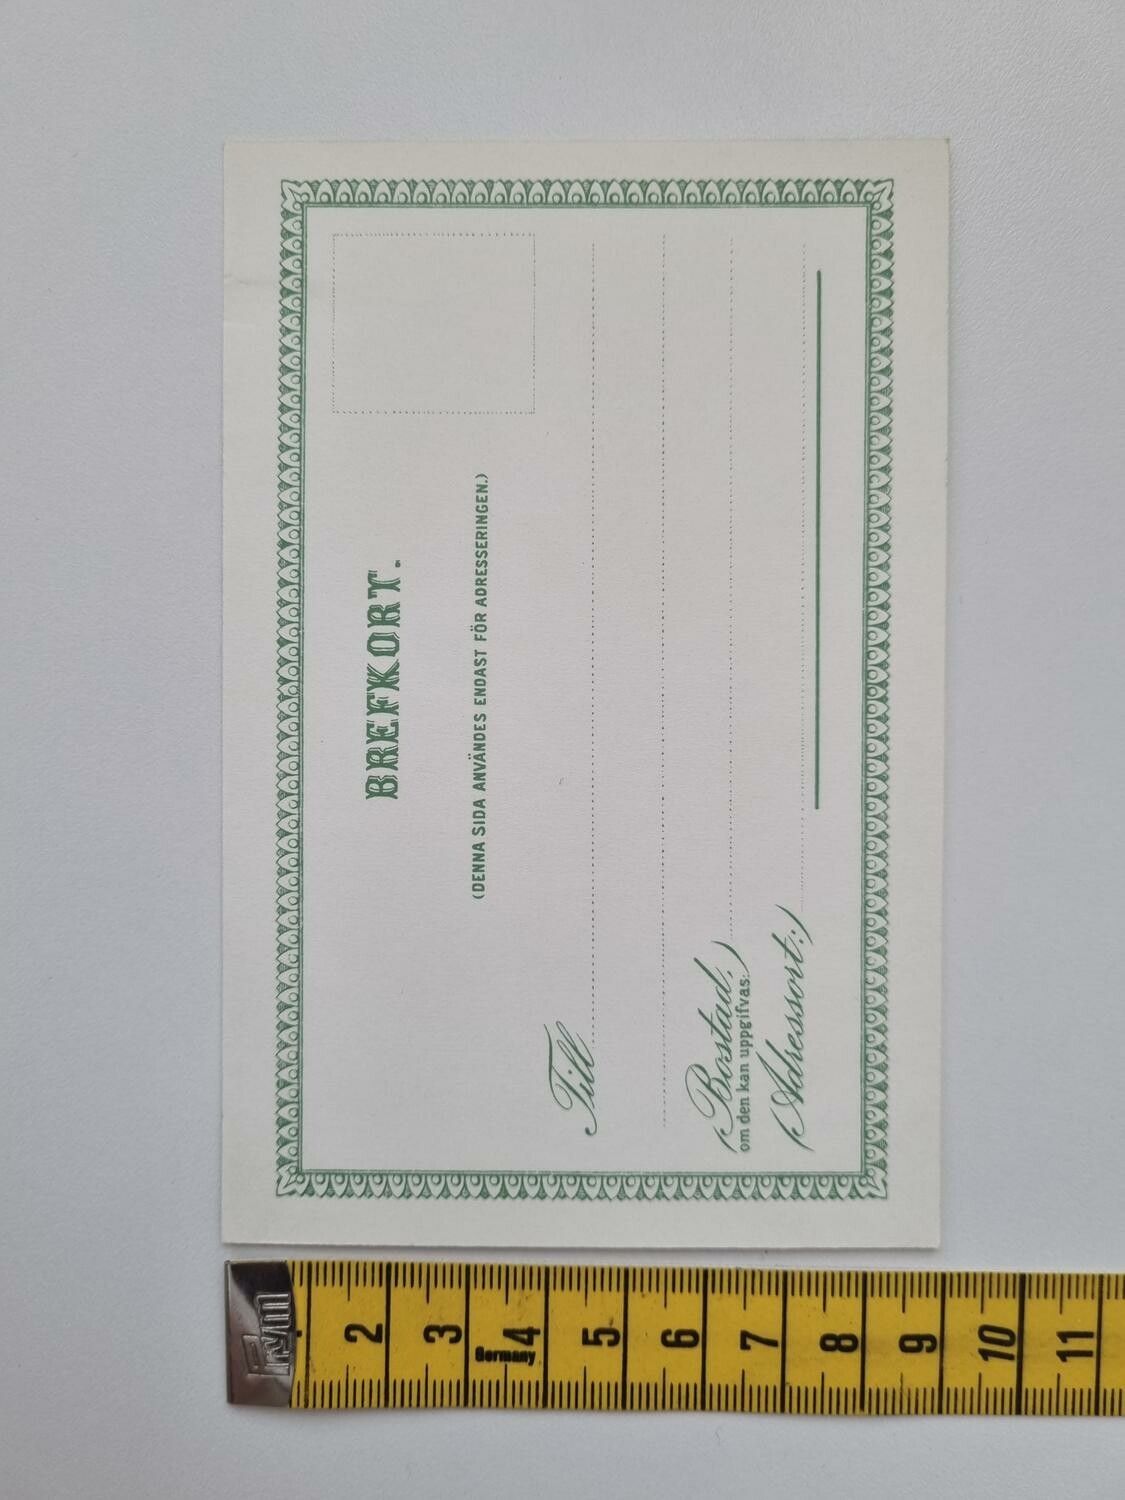 BREFKORT.
(DENNA SIDA ANVÄNDES ENDAST FÖR ADRESSERINGEN.)
Till
(Bostad:)
om den kan uppgifvas:
(Adressort:)
Prym
2 3 4 5 6 7 8 9 10 11
Germany